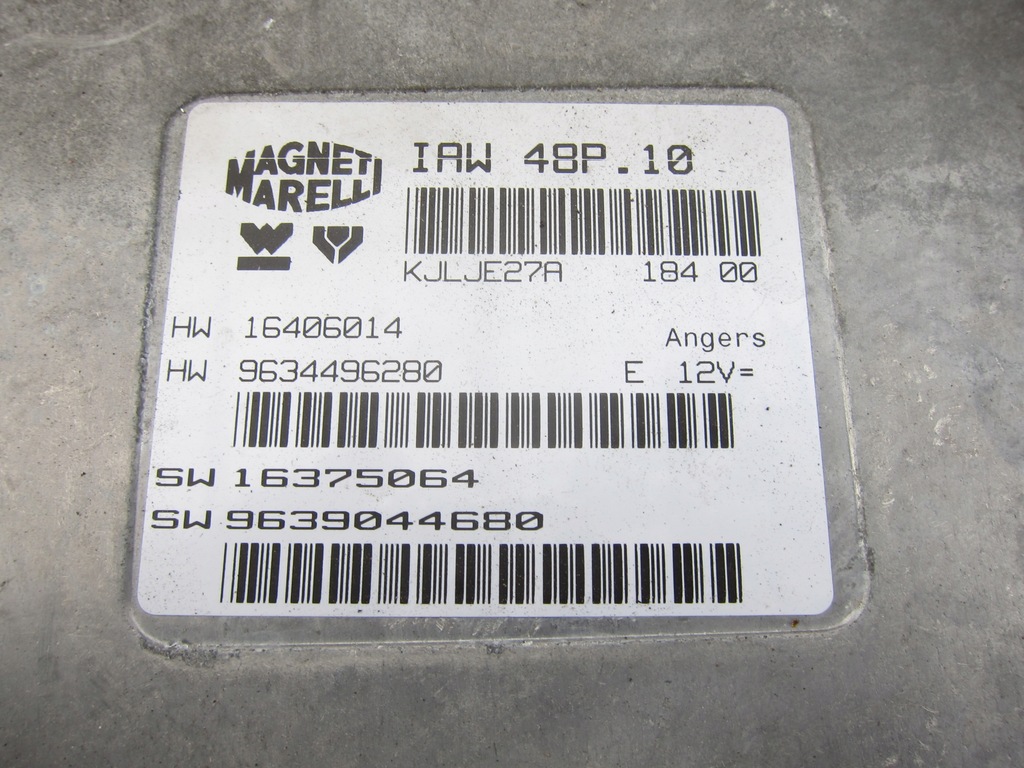 MAGNETI
MARELLI
IAW 48P.10
KJLJE27A 184 00
HW 16406014
Angers
HW 9634496280 E 12V=
SW 16375064
SW 9639044680